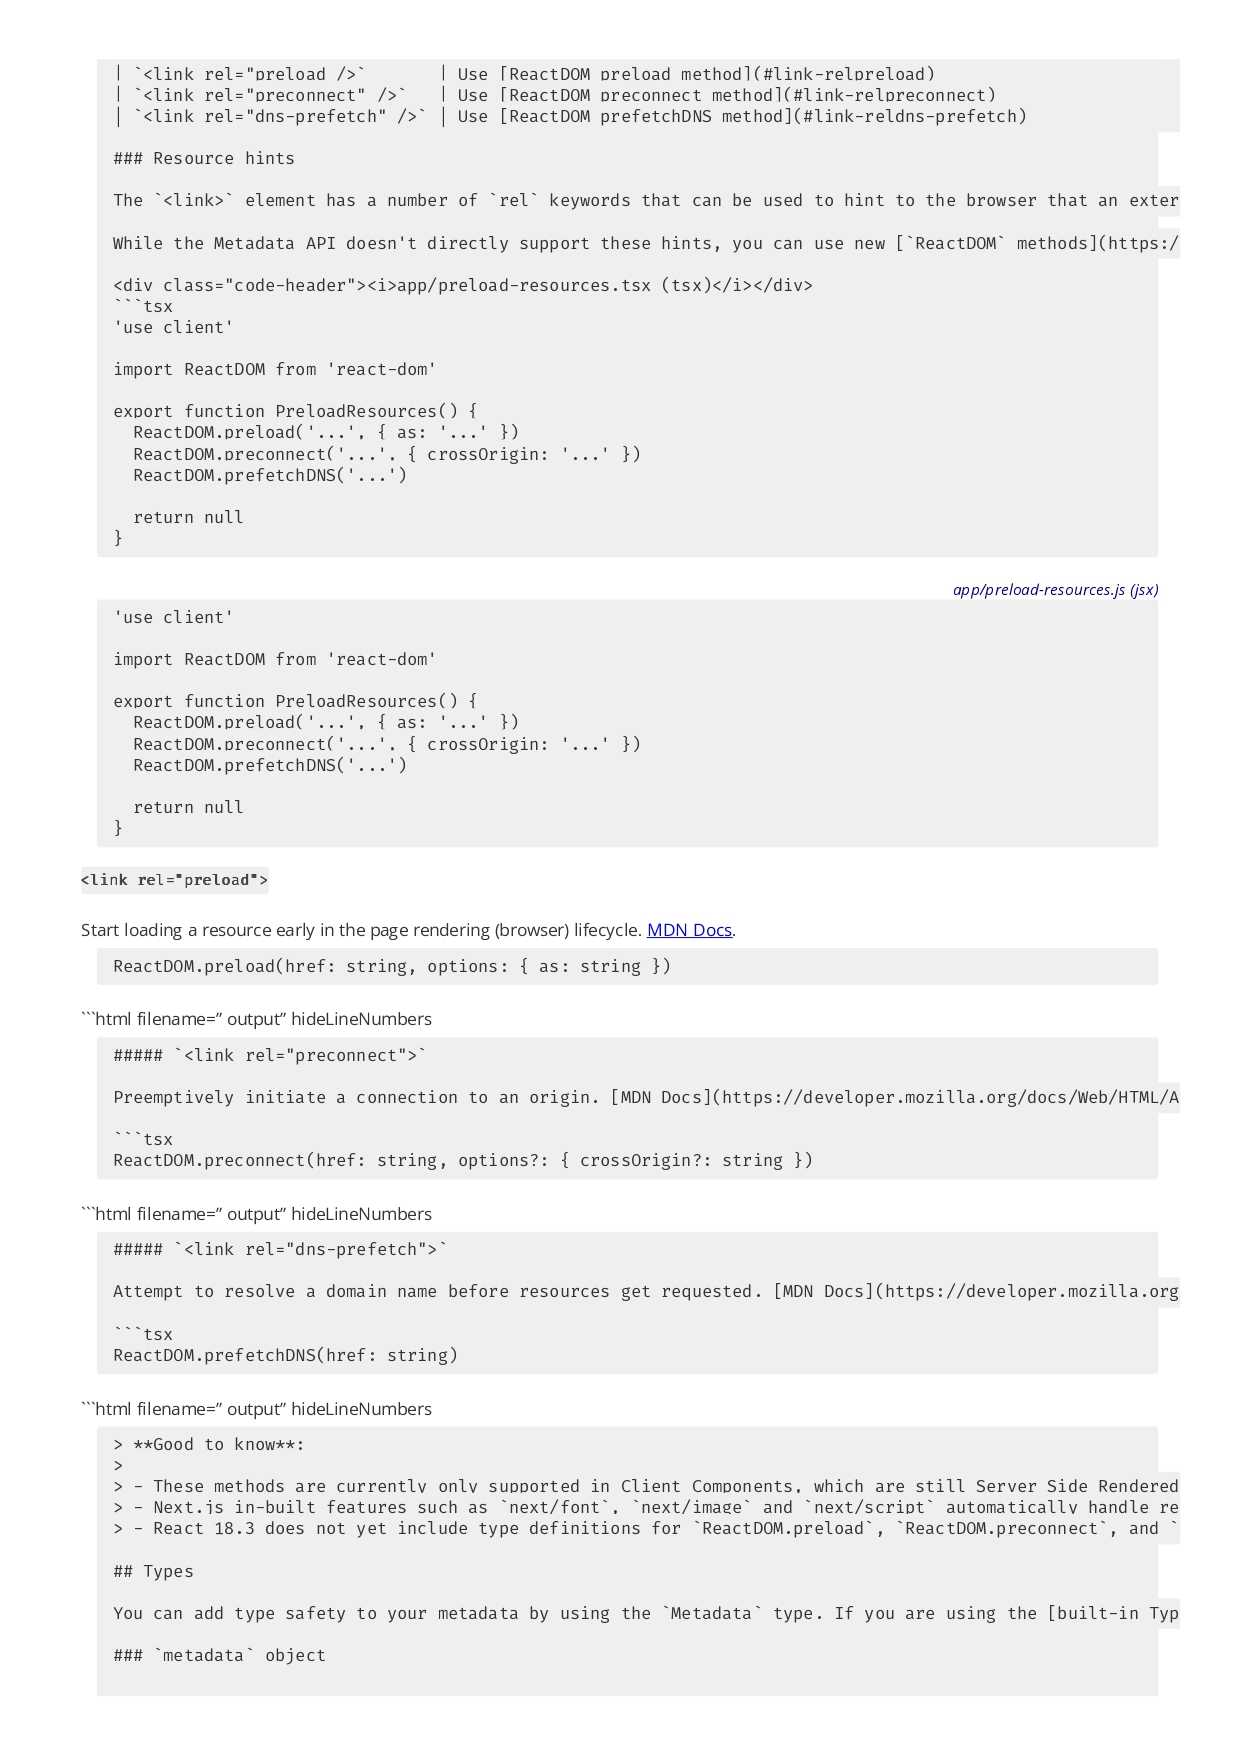 | `<link rel="preload />` | Use [ReactDOM preload method](#link-relpreload)
| `<link rel="preconnect" />` | Use [ReactDOM preconnect method](#link-relpreconnect)
| `<link rel="dns-prefetch" />` | Use [ReactDOM prefetchDNS method](#link-reldns-prefetch)
### Resource hints
The `<link>` element has a number of `rel` keywords that can be used to hint to the browser that an exter
While the Metadata API doesn't directly support these hints, you can use new [`ReactDOM` methods](https:/
<div class="code-header"><i>app/preload-resources.tsx (tsx)</i></div>
```tsx
'use client'
import ReactDOM from 'react-dom'
export function PreloadResources() {
  ReactDOM.preload('...', { as: '...' })
  ReactDOM.preconnect('...', { crossOrigin: '...' })
  ReactDOM.prefetchDNS('...')
  return null
}
app/preload-resources.js (jsx)
'use client'
import ReactDOM from 'react-dom'
export function PreloadResources() {
  ReactDOM.preload('...', { as: '...' })
  ReactDOM.preconnect('...', { crossOrigin: '...' })
  ReactDOM.prefetchDNS('...')
  return null
}
<link rel="preload">
Start loading a resource early in the page rendering (browser) lifecycle. MDN Docs.
ReactDOM.preload(href: string, options: { as: string })
```html filename=” output” hideLineNumbers
##### `<link rel="preconnect">`
Preemptively initiate a connection to an origin. [MDN Docs](https://developer.mozilla.org/docs/Web/HTML/A
```tsx
ReactDOM.preconnect(href: string, options?: { crossOrigin?: string })
```html filename=” output” hideLineNumbers
##### `<link rel="dns-prefetch">`
Attempt to resolve a domain name before resources get requested. [MDN Docs](https://developer.mozilla.org
```tsx
ReactDOM.prefetchDNS(href: string)
```html filename=” output” hideLineNumbers
> **Good to know**:
>
> - These methods are currently only supported in Client Components, which are still Server Side Rendered
> - Next.js in-built features such as `next/font`, `next/image` and `next/script` automatically handle re
> - React 18.3 does not yet include type definitions for `ReactDOM.preload`, `ReactDOM.preconnect`, and `
## Types
You can add type safety to your metadata by using the `Metadata` type. If you are using the [built-in Typ
### `metadata` object